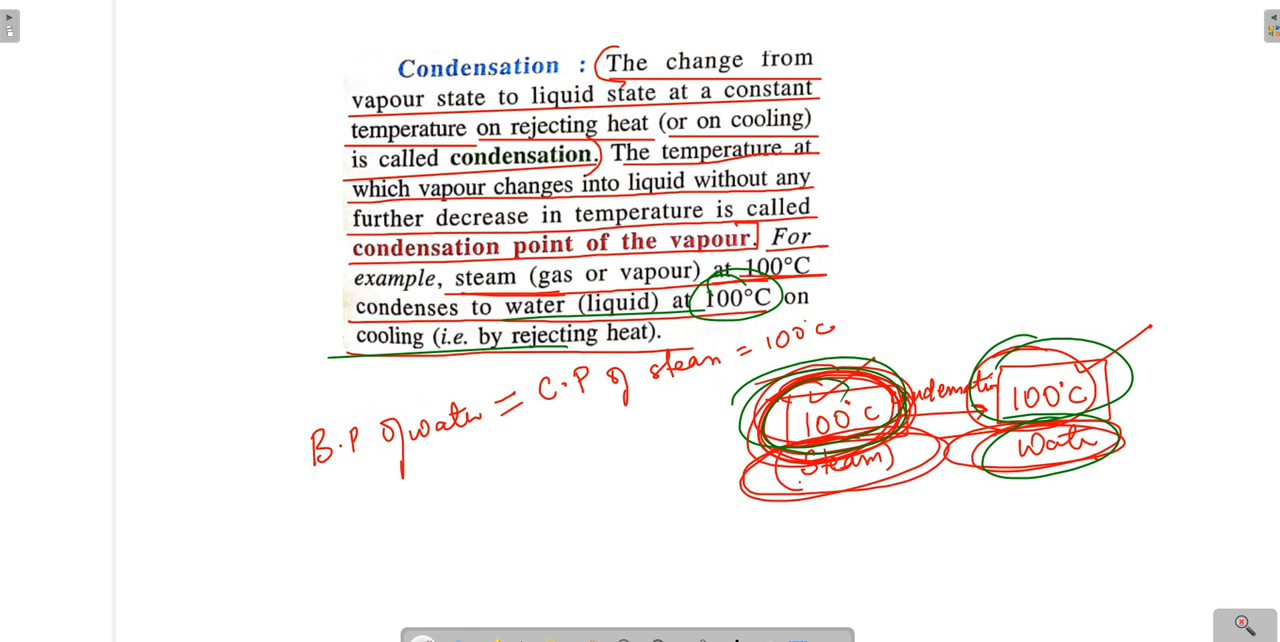 Condensation : The change from
vapour state to liquid state at a constant
temperature on rejecting heat (or on cooling)
is called condensation. The temperature at
which vapour changes into liquid without any
further decrease in temperature is called
condensation point of the vapour. For
example, steam (gas or vapour) at 100°C
condenses to water (liquid) at 100°C on
cooling (i.e. by rejecting heat).
B.P of water = C.P of steam = 100°C
100°C
100°C
(Steam)